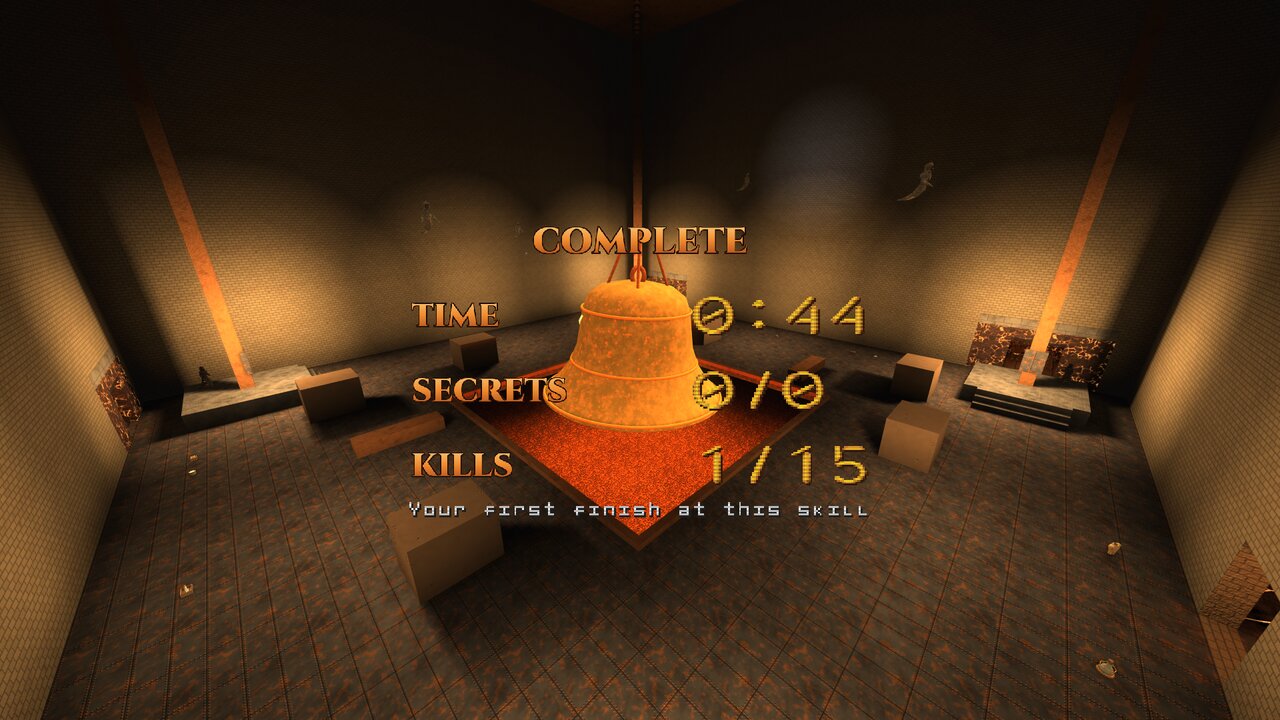 COMPLETE
TIME 0:44
SECRETS 0/0
KILLS 1/15
Your first finish at this skill